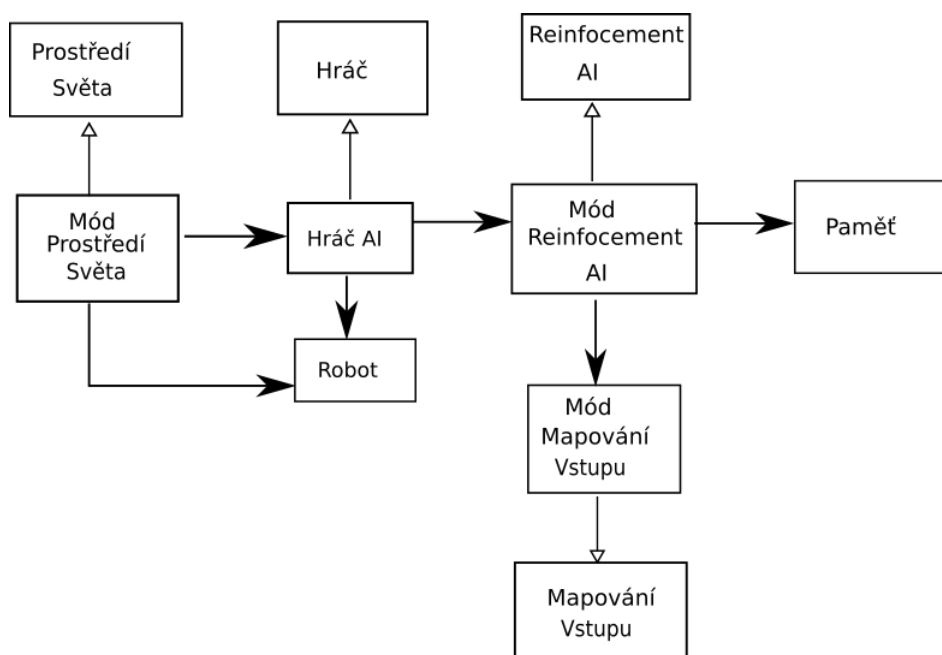 Prostředí
Světa
Hráč
Reinfocement
AI
Mód
Prostředí
Světa
Hráč AI
Mód
Reinfocement
AI
Paměť
Robot
Mód
Mapování
Vstupu
Mapování
Vstupu